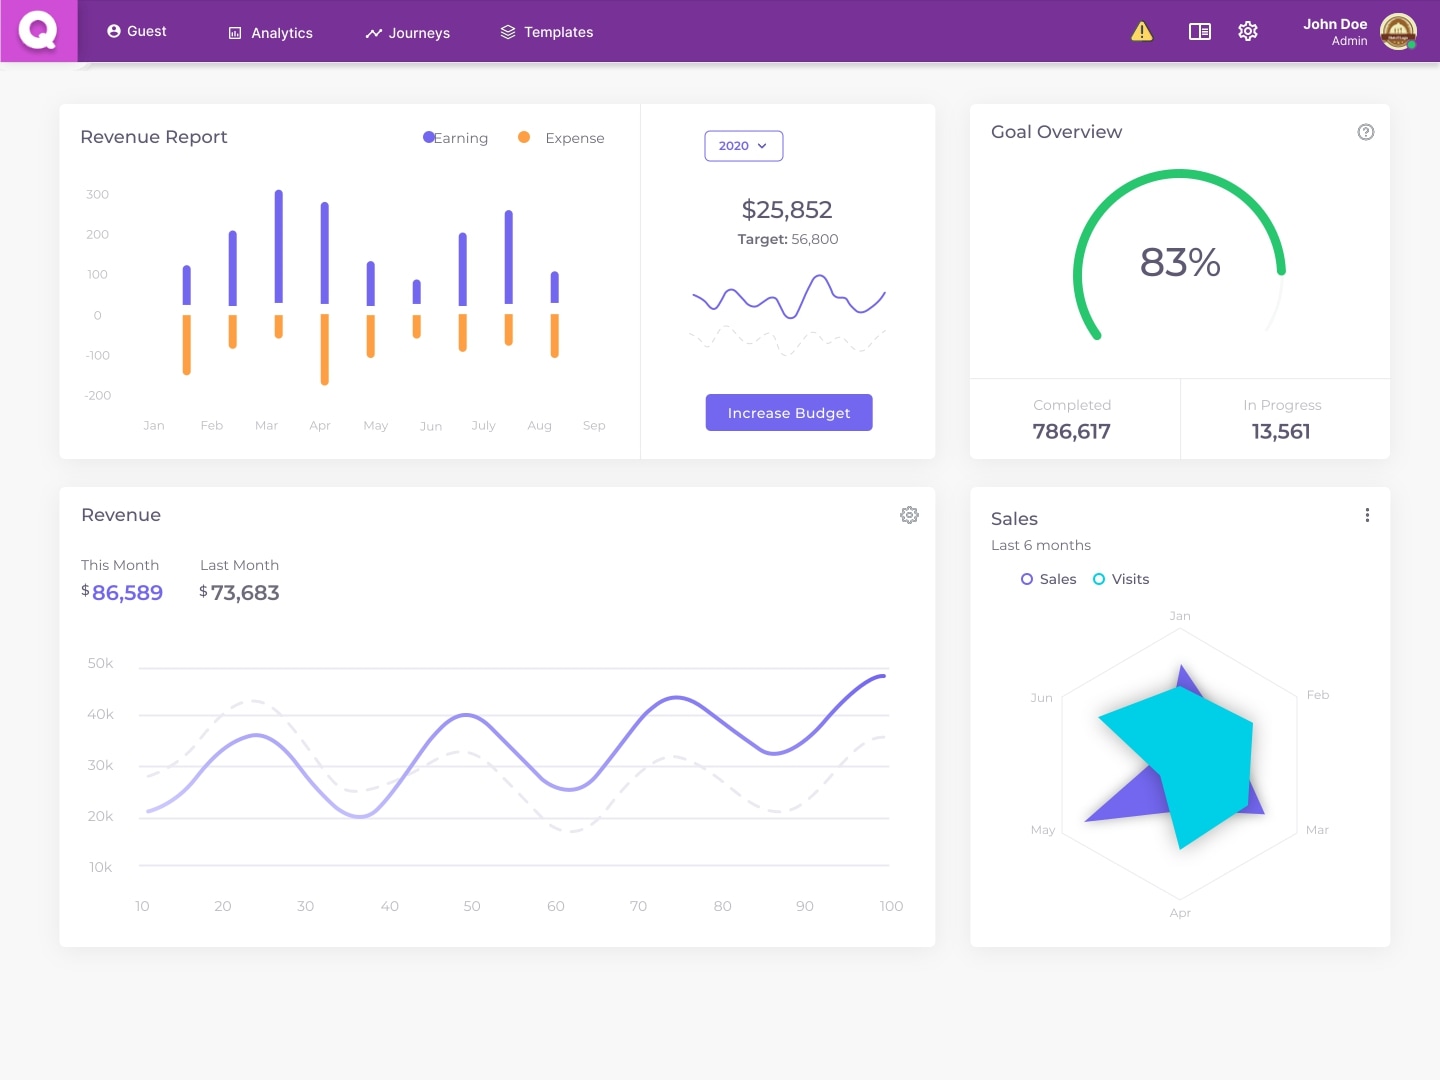 Q
Guest
Analytics
Journeys
Templates
John Doe
Admin
Revenue Report
Earning
Expense
300
200
100
0
-100
-200
Jan Feb Mar Apr May Jun July Aug Sep
2020
$25,852
Target: 56,800
Increase Budget
Goal Overview
83%
Completed
786,617
In Progress
13,561
Revenue
This Month
$86,589
Last Month
$73,683
50k
40k
30k
20k
10k
10 20 30 40 50 60 70 80 90 100
Sales
Last 6 months
Sales
Visits
Jan
Feb
Mar
Apr
May
Jun